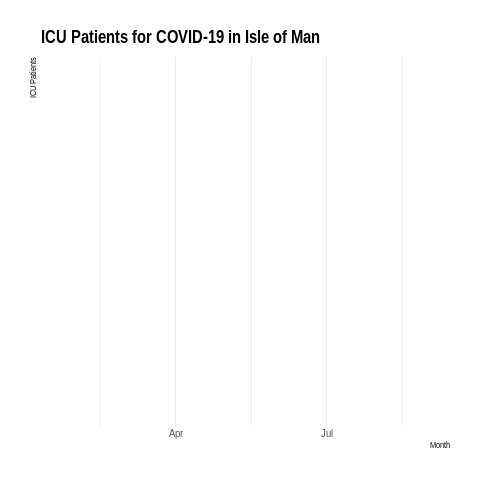 ICU Patients for COVID-19 in Isle of Man
ICU Patients
Apr
Jul
Month